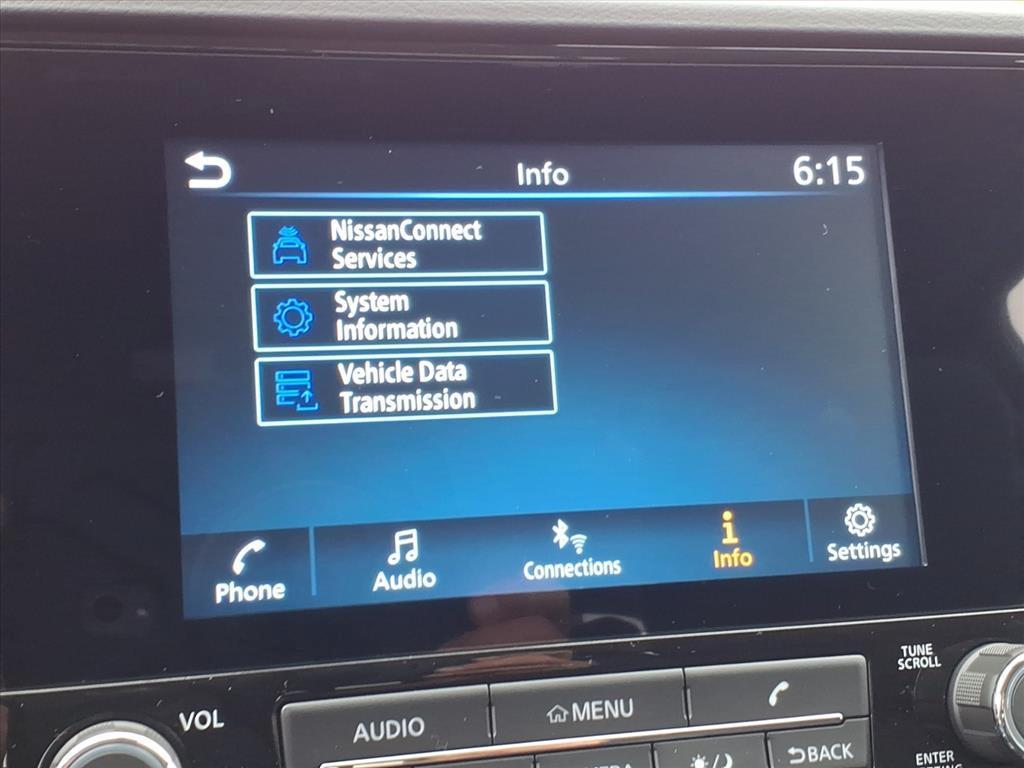 Info
6:15
NissanConnect
Services
System
Information
Vehicle Data
Transmission
Phone
Audio
Connections
Info
Settings
TUNE
SCROLL
VOL
AUDIO
MENU
BACK
ENTER